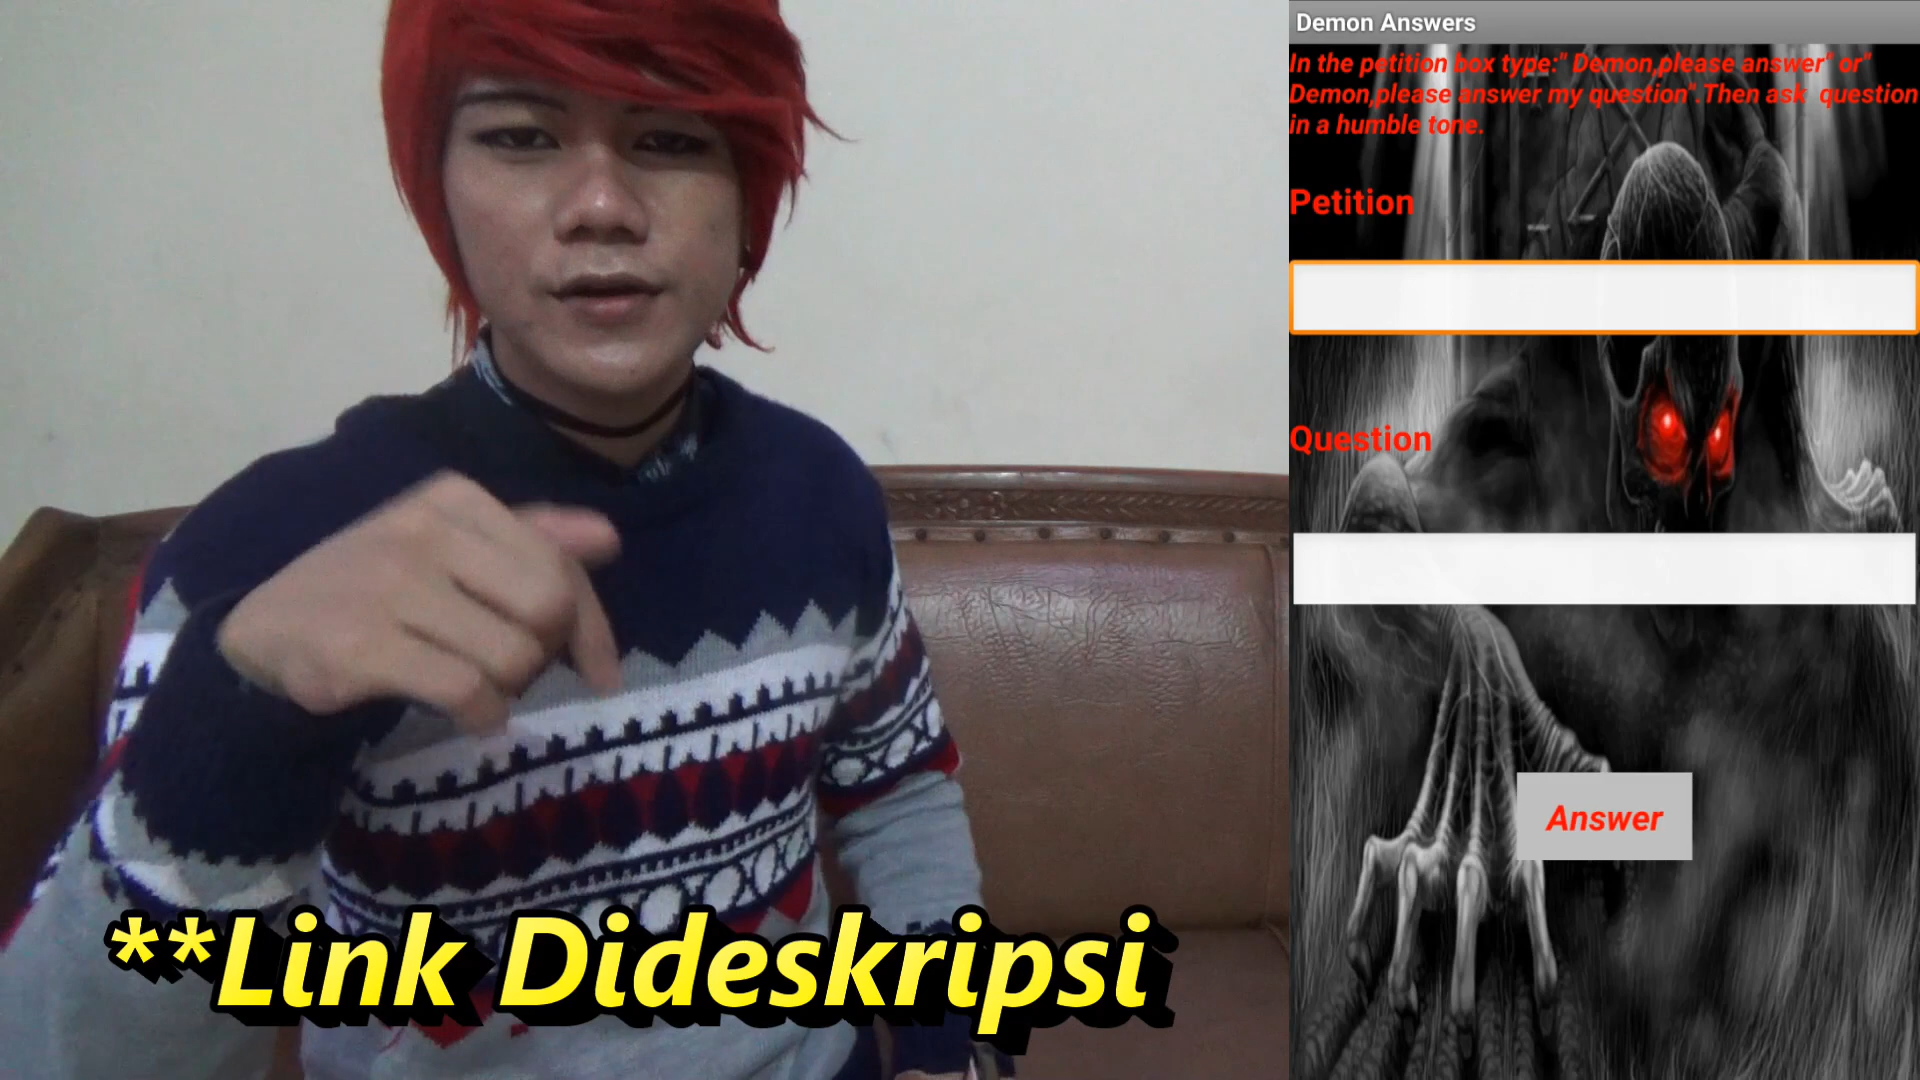 Demon Answers
In the petition box type:" Demon,please answer" or"
Demon,please answer my question".Then ask question
in a humble tone.
Petition
Question
Answer
**Link Dideskripsi